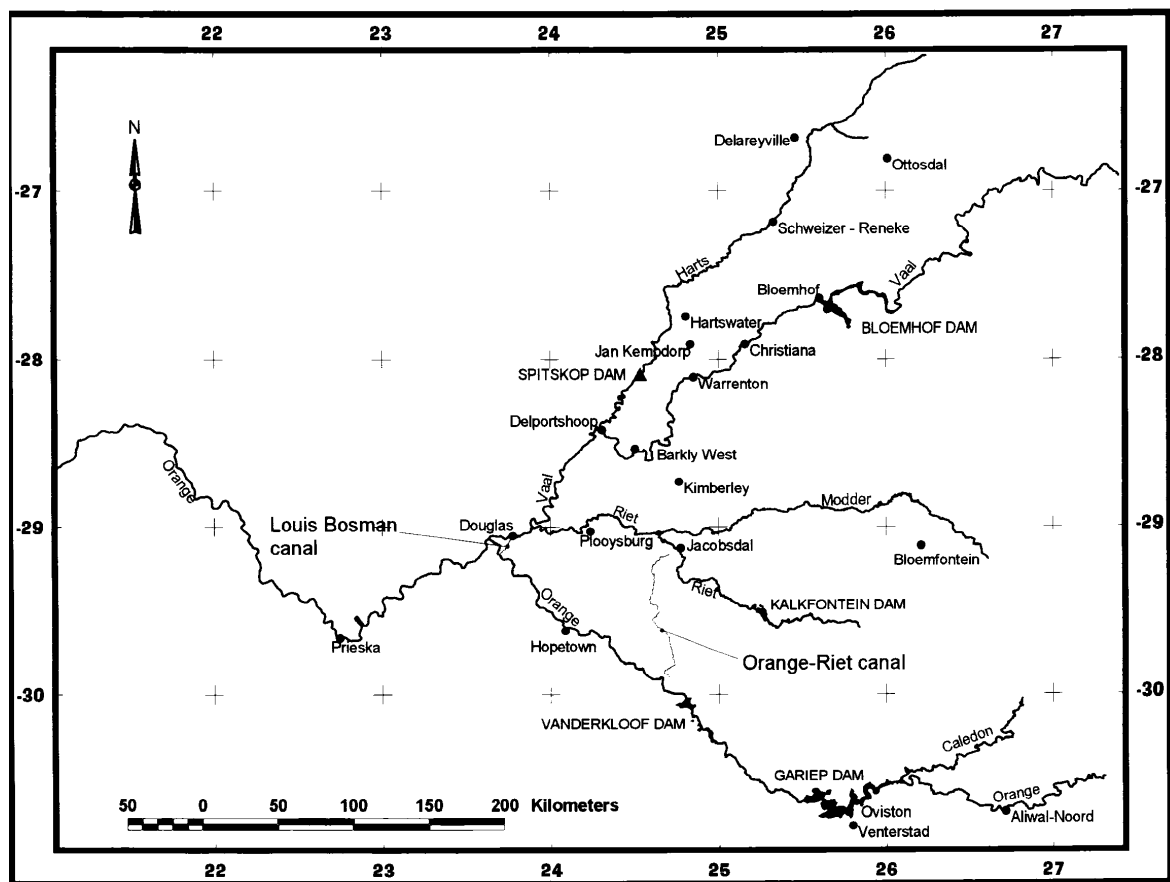 22 23 24 25 26 27
N
Delareyville
Ottosdal
-27 -27
Schweizer - Reneke
Harts
Vaal
Bloemhof
Hartswater
BLOEMHOF DAM
Jan Kempdorp
Christiana
-28 -28
SPITSKOP DAM
Warrenton
Delportshoop
Barkly West
Orange
Kimberley
Vaal
Modder
Louis Bosman
canal
Douglas
Riet
-29 -29
Plooysburg
Jacobsdal
Bloemfontein
Riet
KALKFONTEIN DAM
Orange
Prieska
Hopetown
Orange-Riet canal
-30 -30
VANDERKLOOF DAM
Caledon
GARIEP DAM
Orange
50 0 50 100 150 200 Kilometers
Oviston
Aliwal-Noord
Venterstad
22 23 24 25 26 27